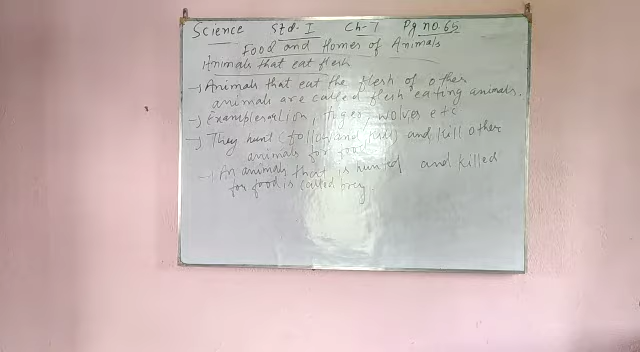 Science Std- I Ch-7 Pg no.65
Food and Homes of Animals
Animals that eat flesh
→ Animals that eat the flesh of other
animals are called flesh eating animals.
→ Examples→ lion, tiger, wolves etc
→ They hunt (follow and kill) and kill other
animals for food
→ An animals that is hunted and killed
for food is called prey.